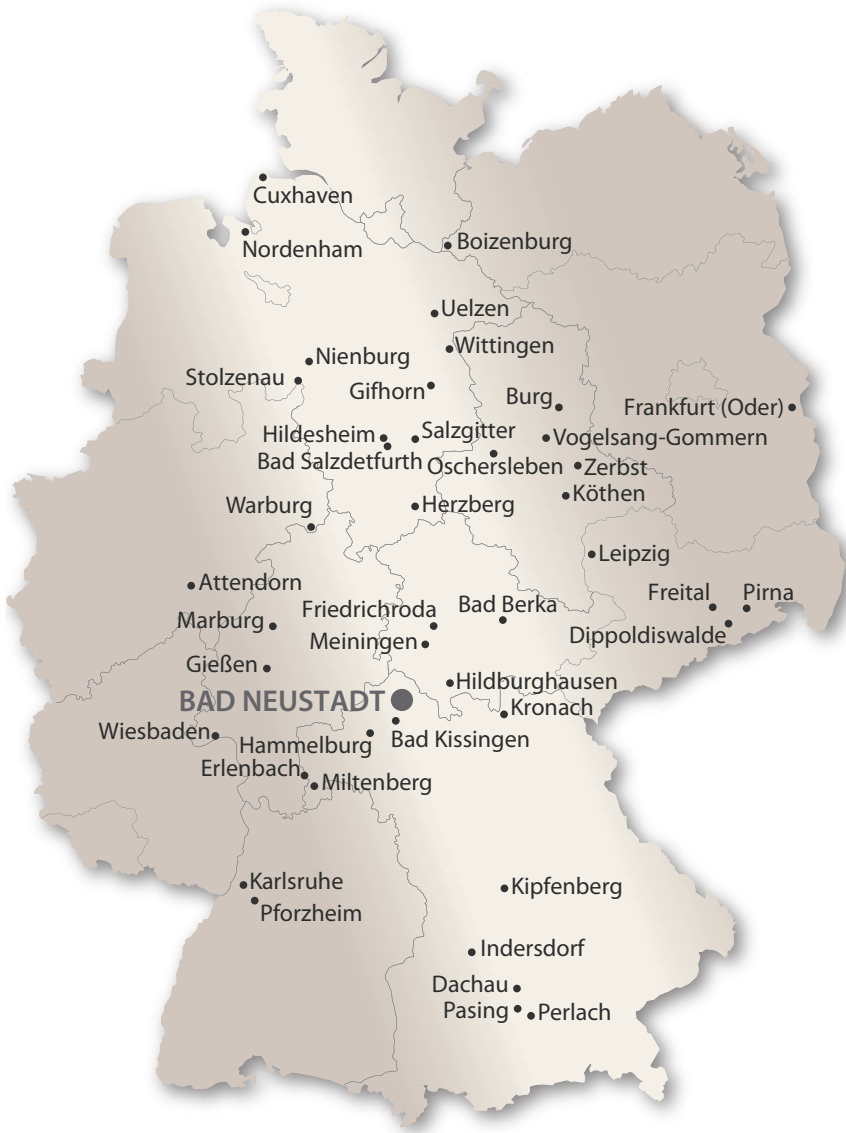 Cuxhaven
Nordenham
Boizenburg
Uelzen
Wittingen
Nienburg
Stolzenau
Gifhorn
Burg
Frankfurt (Oder)
Hildesheim
Salzgitter
Vogelsang-Gommern
Bad Salzdetfurth
Oschersleben
Zerbst
Köthen
Warburg
Herzberg
Leipzig
Attendorn
Freital
Pirna
Friedrichroda
Bad Berka
Marburg
Meiningen
Dippoldiswalde
Gießen
Hildburghausen
BAD NEUSTADT
Kronach
Wiesbaden
Hammelburg
Bad Kissingen
Erlenbach
Miltenberg
Karlsruhe
Kipfenberg
Pforzheim
Indersdorf
Dachau
Pasing
Perlach